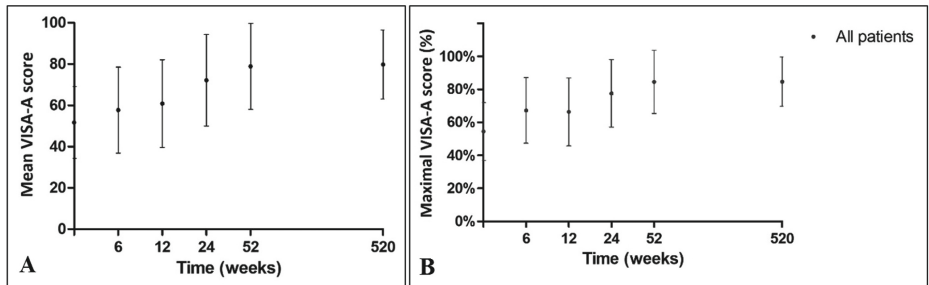 100
80
60
40
20
0
Mean VISA-A score
6 12 24 52 520
Time (weeks)
A
100%
80%
60%
40%
20%
0%
Maximal VISA-A score (%)
6 12 24 52 520
Time (weeks)
B
All patients